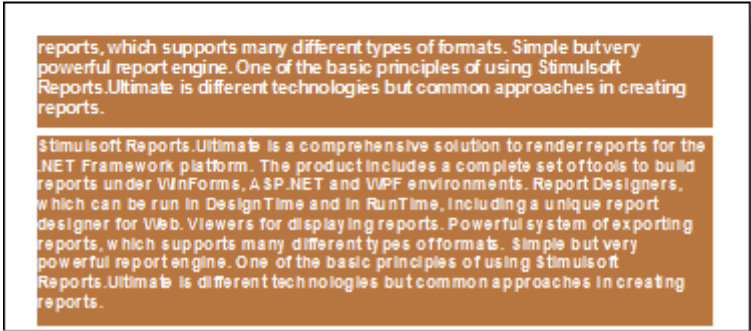 reports, which supports many different types of formats. Simple but very
powerful report engine. One of the basic principles of using Stimulsoft
Reports.Ultimate is different technologies but common approaches in creating
reports.
Stimulsoft Reports.Ultimate is a comprehensive solution to render reports for the
.NET Framework platform. The product includes a complete set of tools to build
reports under WinForms, ASP.NET and WPF environments. Report Designers,
which can be run in DesignTime and in RunTime, including a unique report
designer for Web. Viewers for displaying reports. Powerful system of exporting
reports, which supports many different types of formats. Simple but very
powerful report engine. One of the basic principles of using Stimulsoft
Reports.Ultimate is different technologies but common approaches in creating
reports.